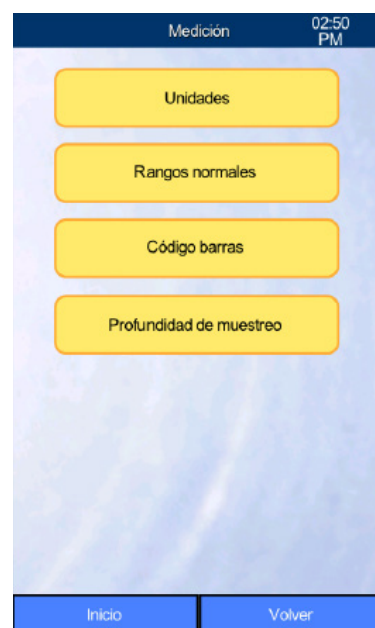 Medición
02:50
PM
Unidades
Rangos normales
Código barras
Profundidad de muestreo
Inicio
Volver